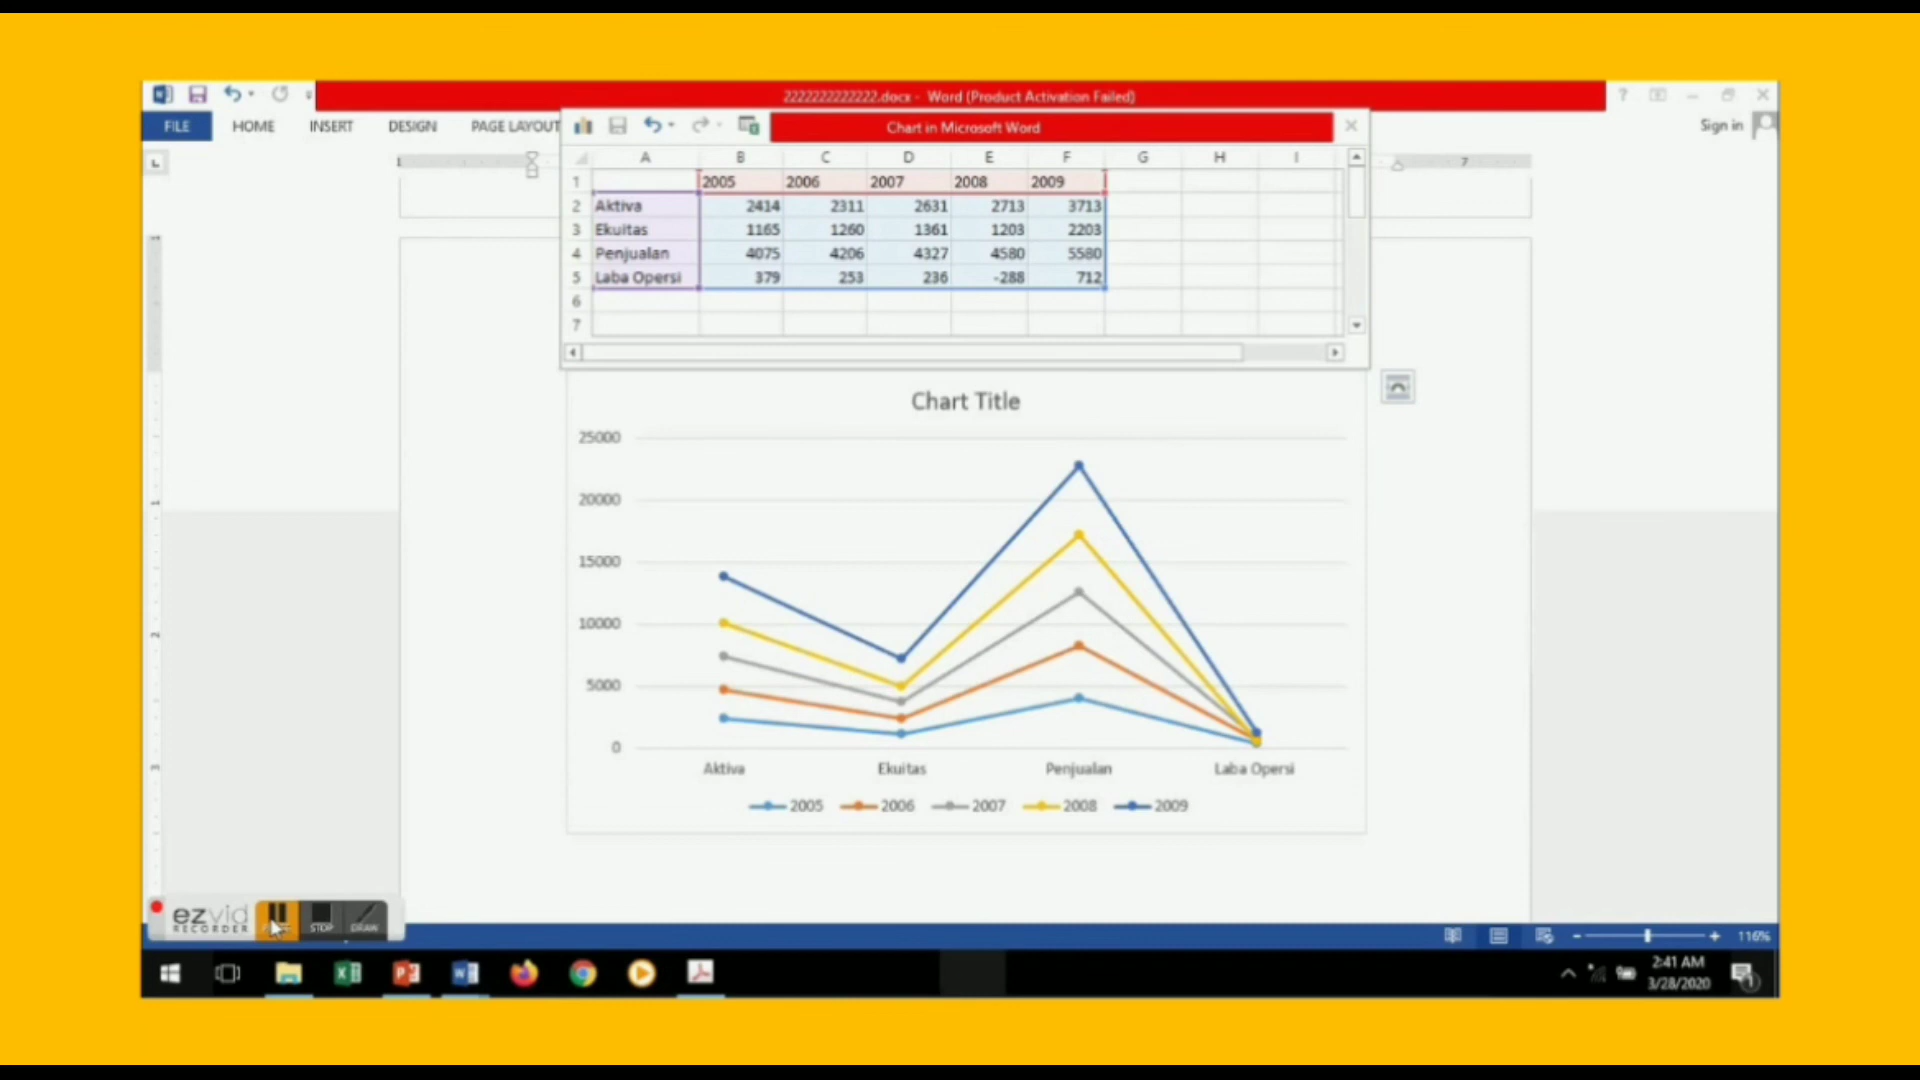 2222222222222.docx - Word (Product Activation Failed)
FILE HOME INSERT DESIGN PAGE LAYOUT
Sign in
Chart in Microsoft Word
A B C D E F G H I
1 2005 2006 2007 2008 2009
2 Aktiva 2414 2311 2631 2713 3713
3 Ekuitas 1165 1260 1361 1203 2203
4 Penjualan 4075 4206 4327 4580 5580
5 Laba Opersi 379 253 236 -288 712
6
7
Chart Title
25000
20000
15000
10000
5000
0
Aktiva Ekuitas Penjualan Laba Opersi
2005 2006 2007 2008 2009
ezvid
RECORDER
STOP DRAW
116%
2:41 AM
3/28/2020